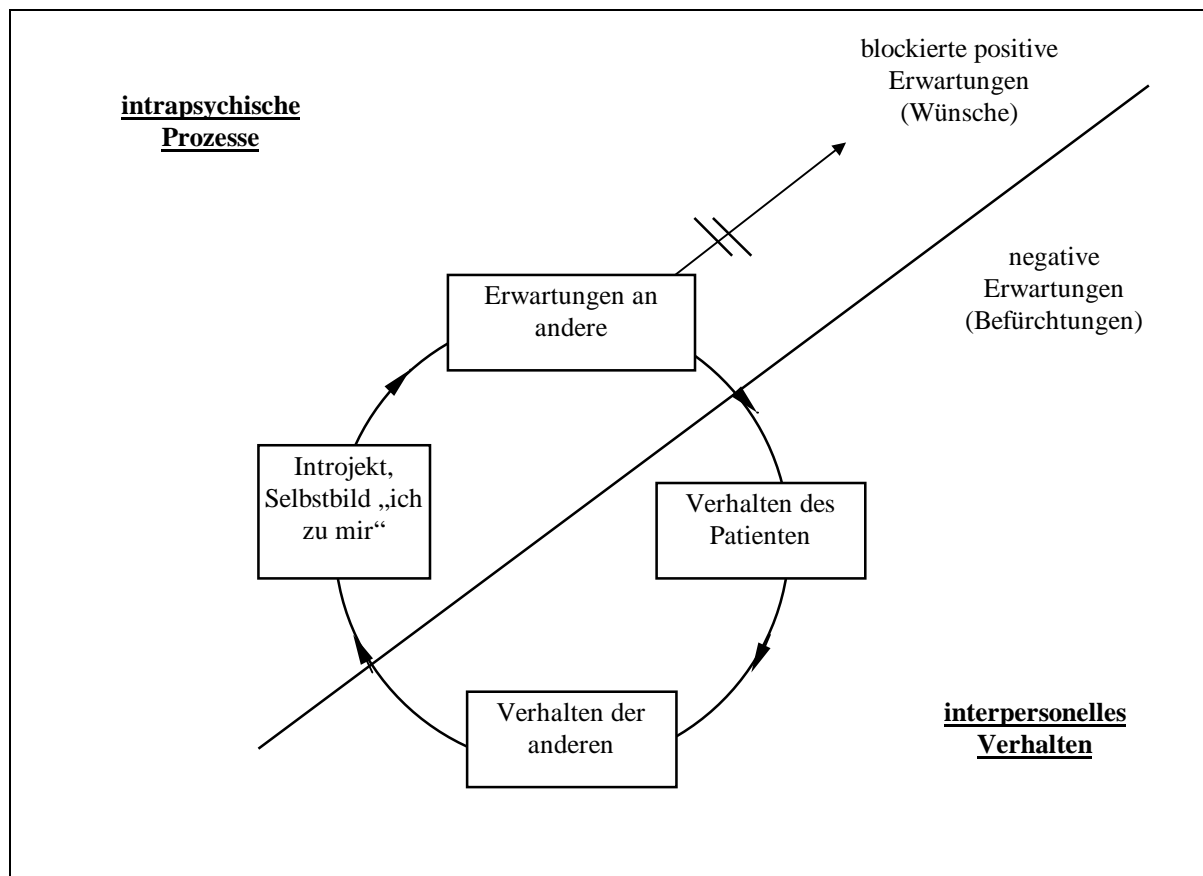 blockierte positive
Erwartungen
(Wünsche)
intrapsychische
Prozesse
negative
Erwartungen
(Befürchtungen)
Erwartungen an
andere
Introjekt,
Selbstbild „ich
zu mir“
Verhalten des
Patienten
Verhalten der
anderen
interpersonelles
Verhalten